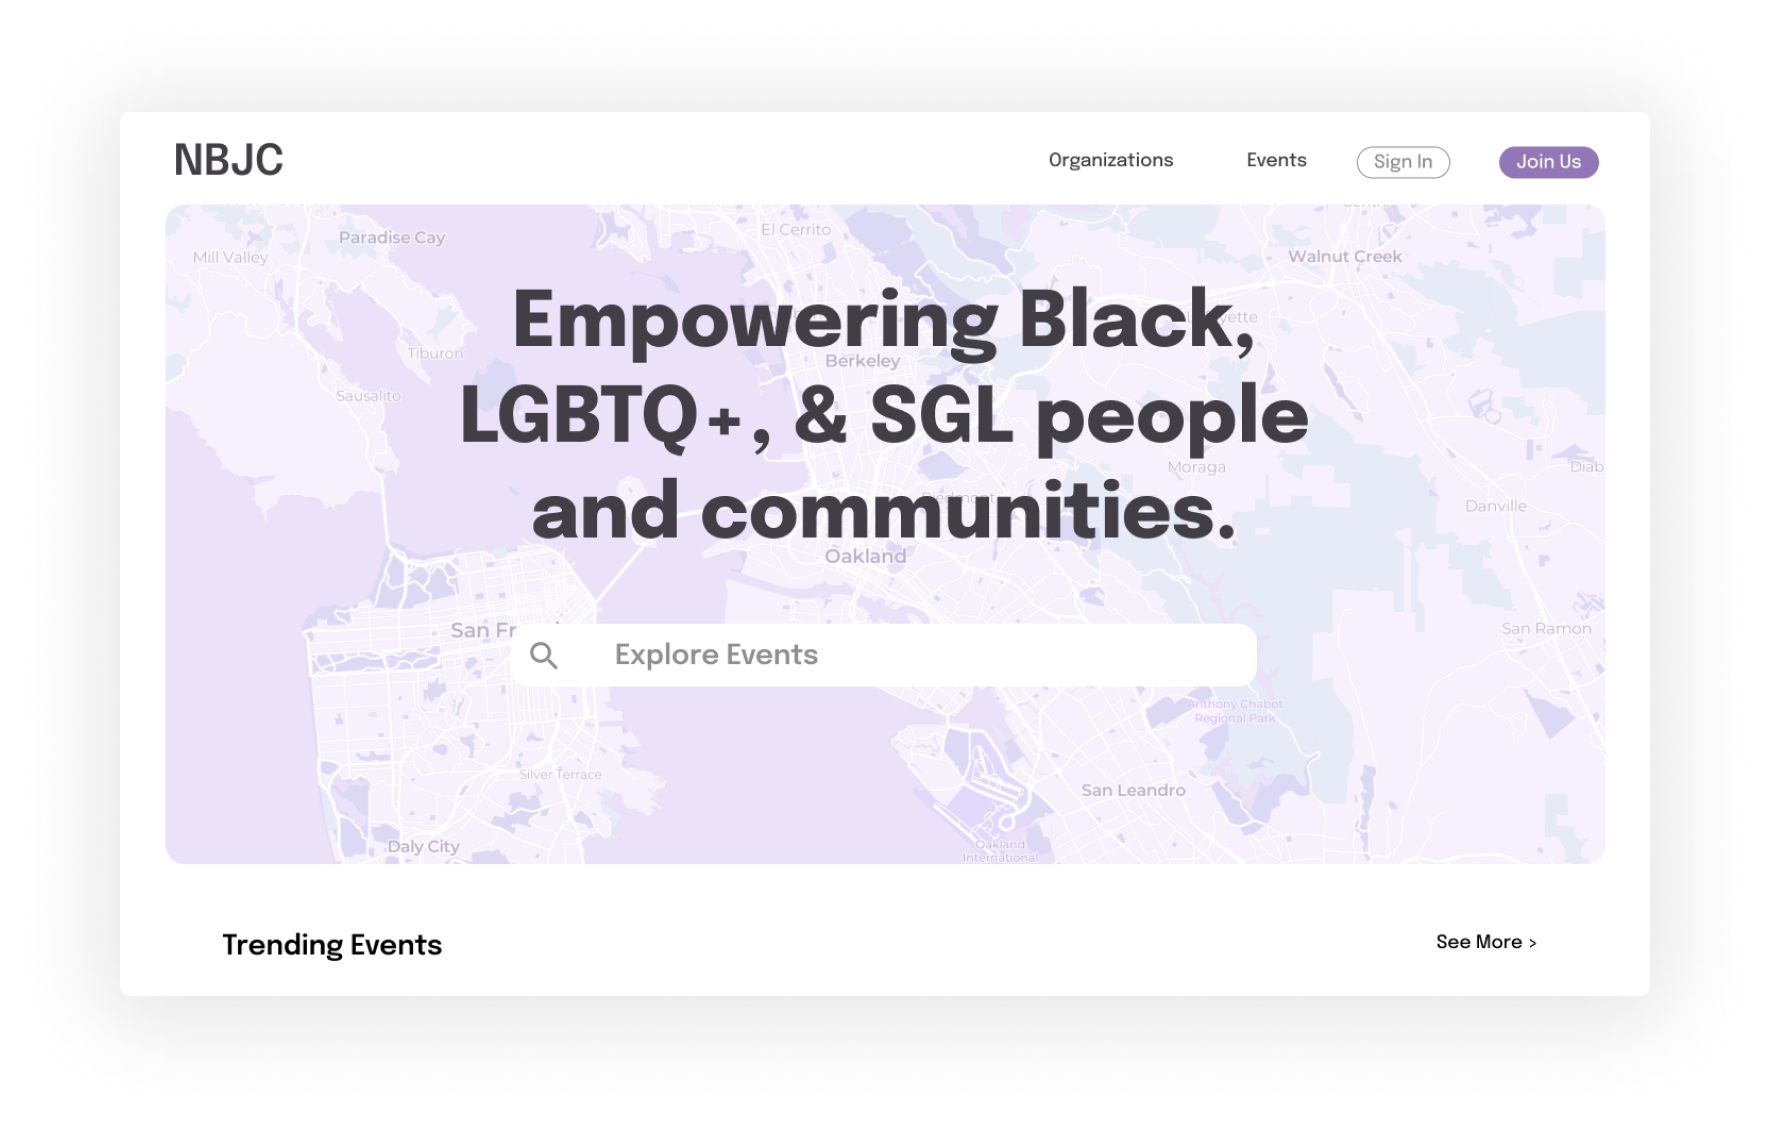 NBJC
Organizations
Events
Sign In
Join Us
El Cerrito
Paradise Cay
Mill Valley
Walnut Creek
Empowering Black,
Tiburon
Berkeley
Sausalito
LGBTQ+, & SGL people
Moraga
Diab
Piedmont
Danville
and communities.
Oakland
San Fr
San Ramon
Explore Events
Anthony Chabot
Regional Park
Silver Terrace
San Leandro
Daly City
Oakland
International
Trending Events
See More >